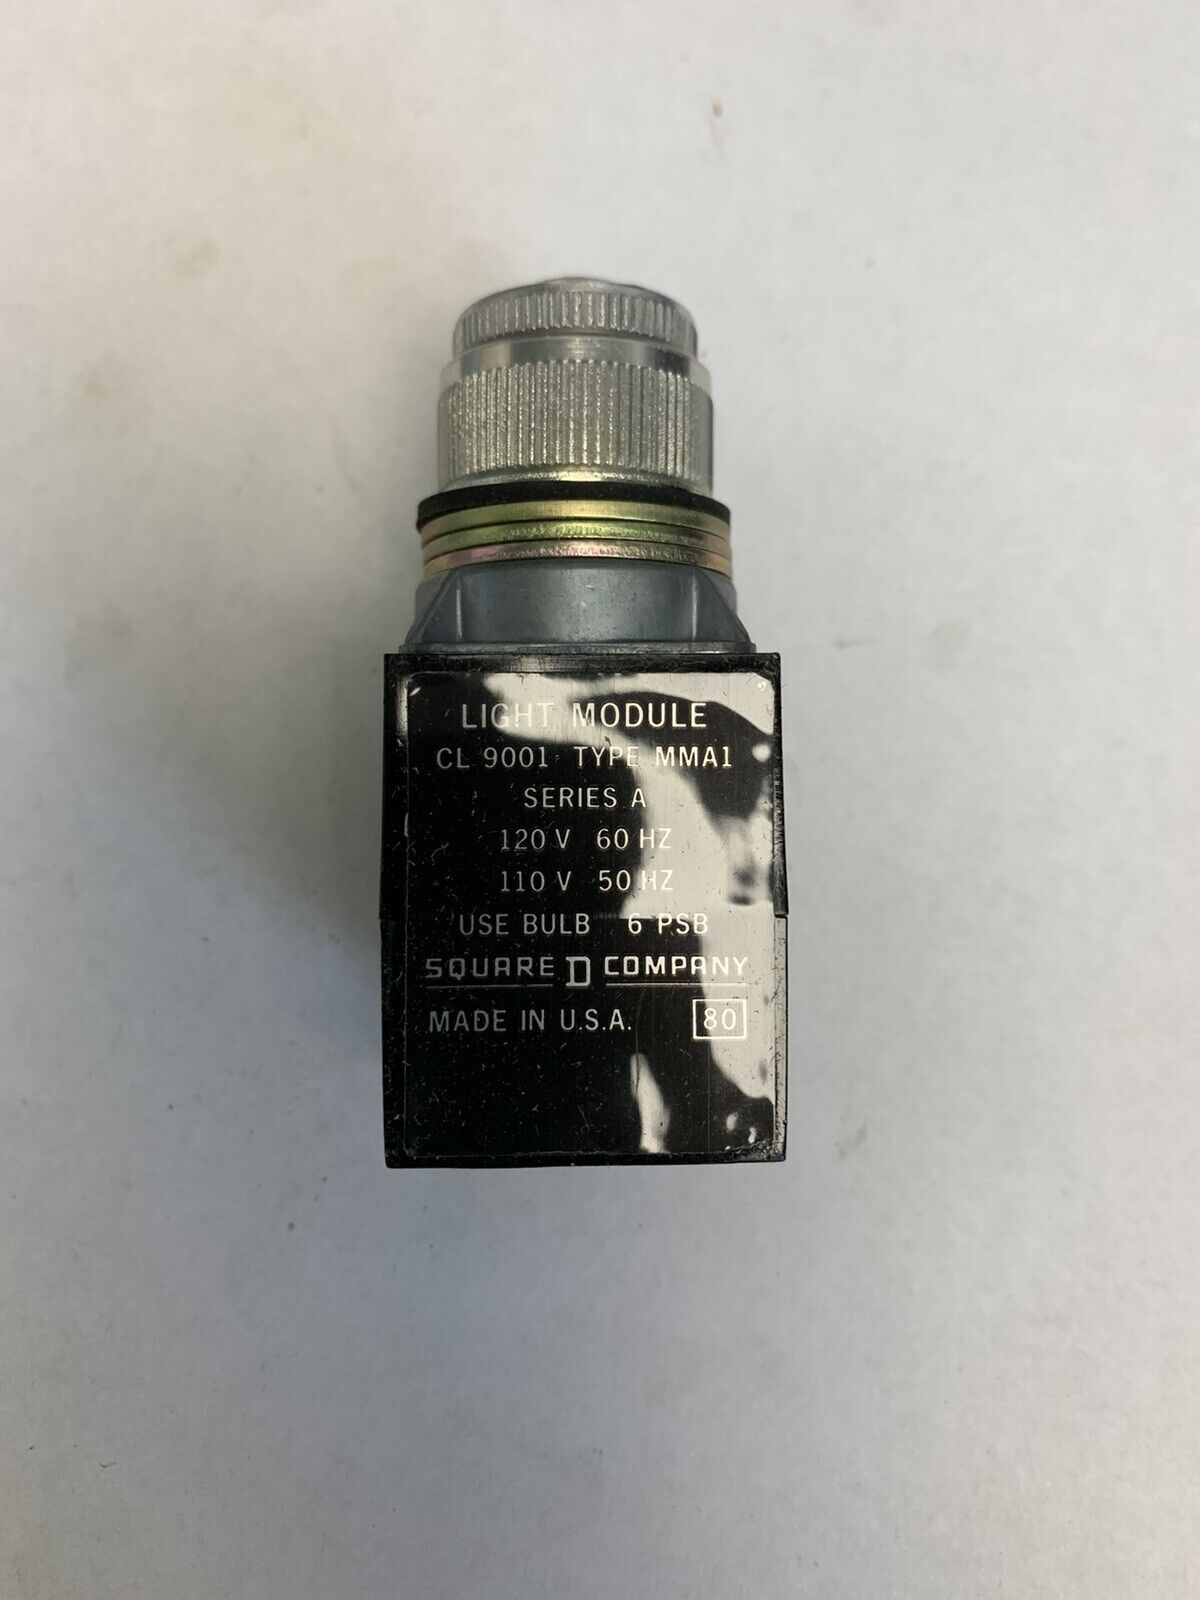 LIGHT MODULE
CL 9001 TYPE MMA1
SERIES A
120 V 60 HZ
110 V 50 HZ
USE BULB 6 PSB
SQUARE D COMPANY
MADE IN U.S.A. 80